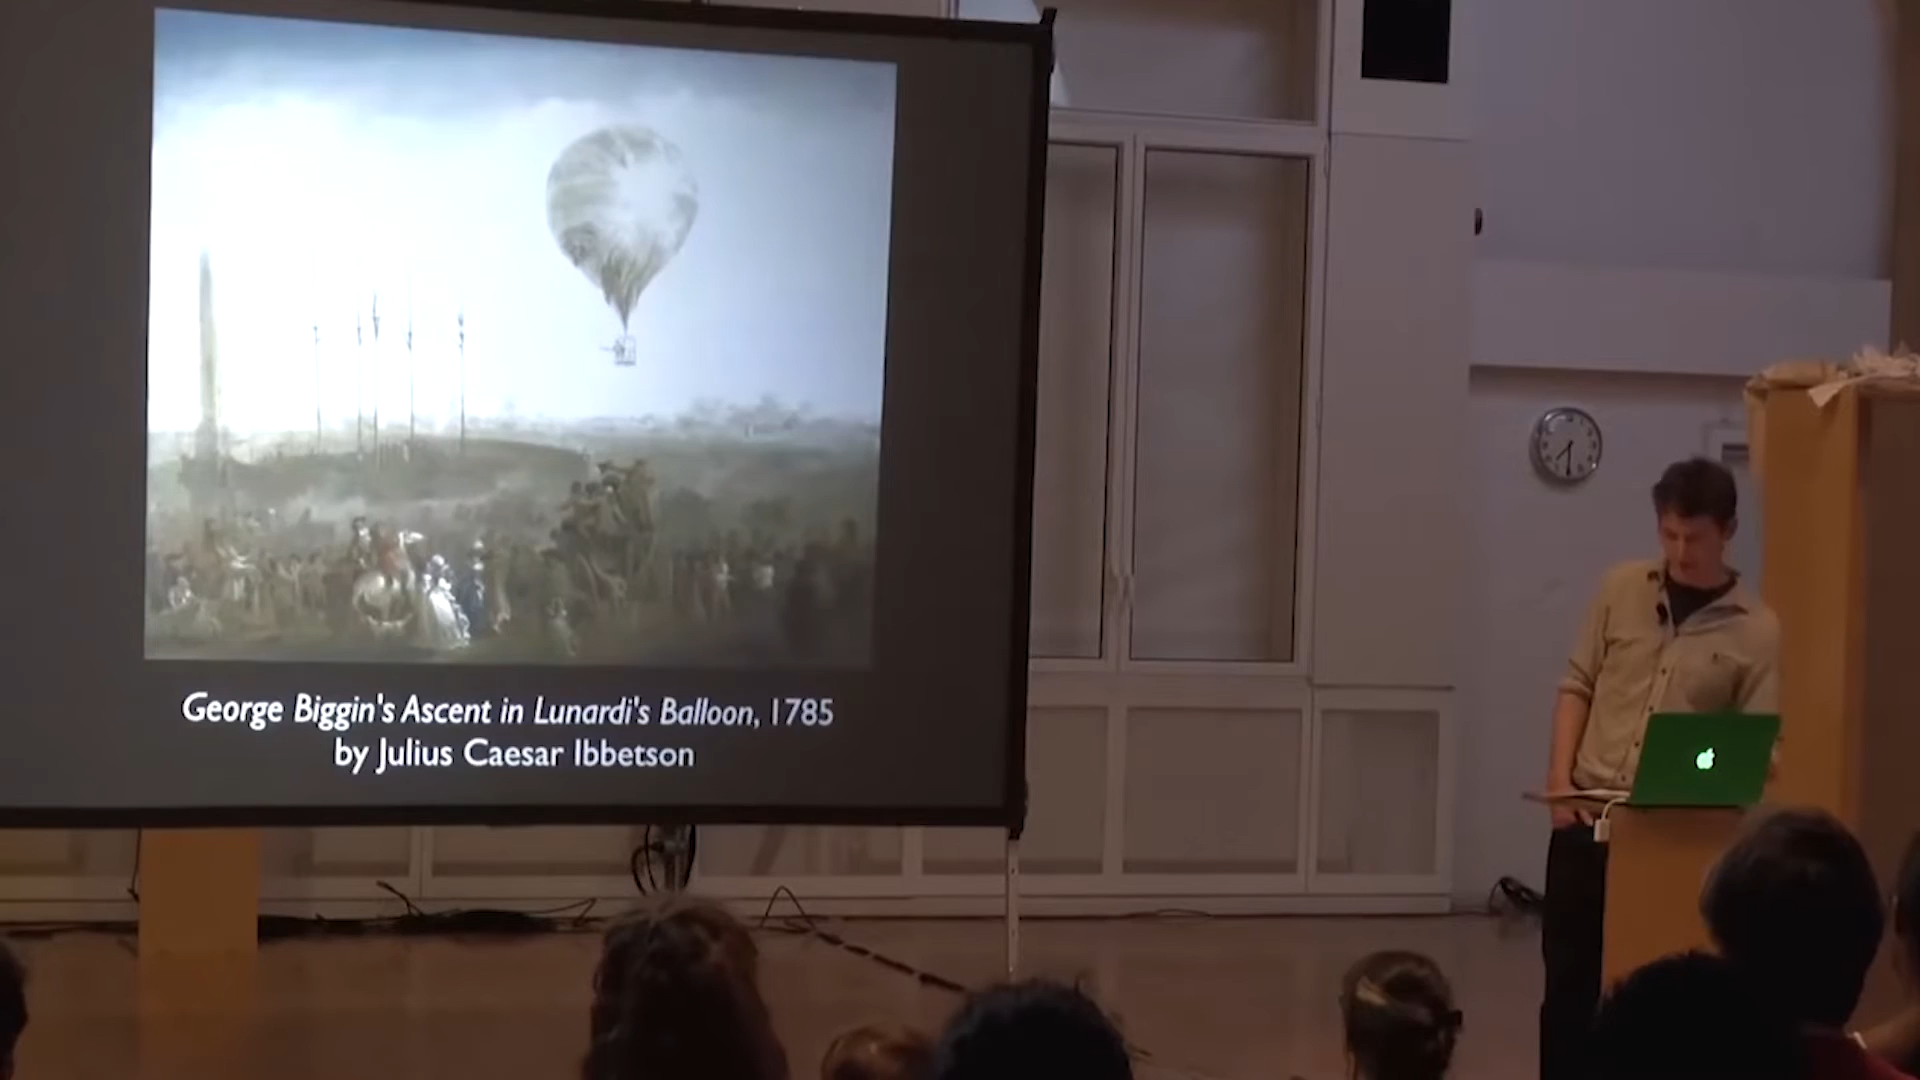 George Biggin's Ascent in Lunardi's Balloon, 1785
by Julius Caesar Ibbetson